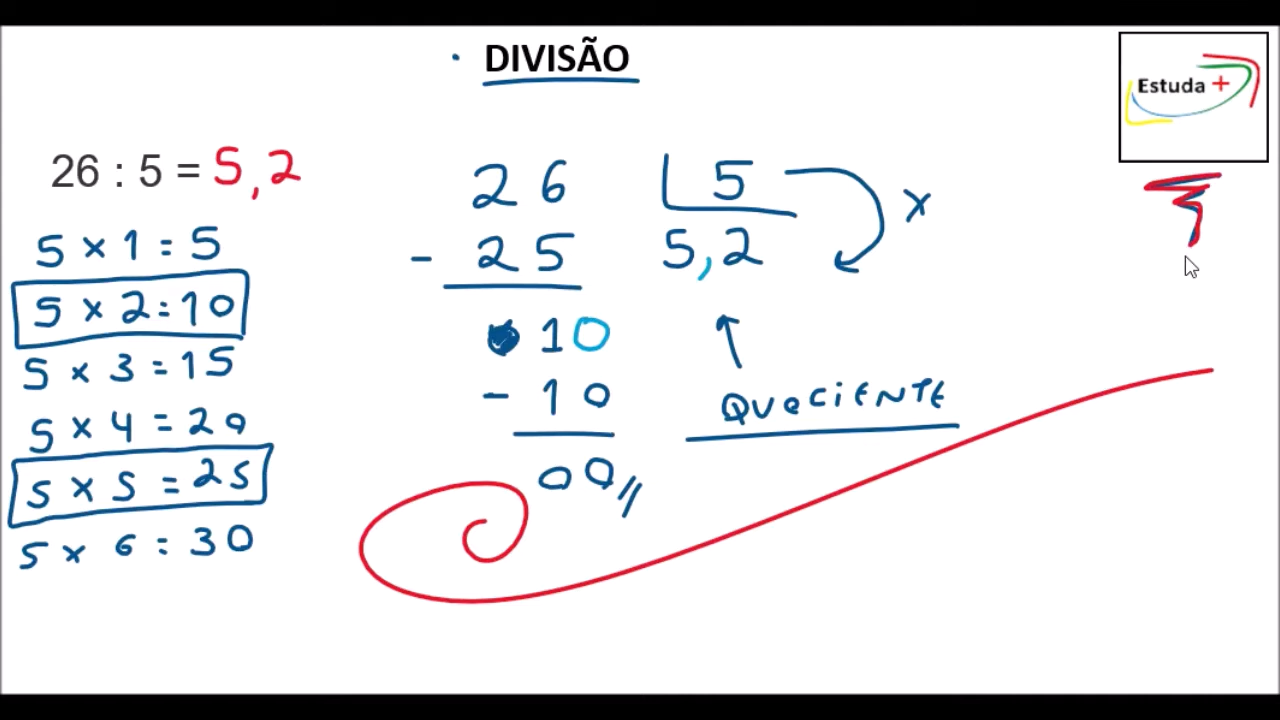 • DIVISÃO
Estuda +
26 : 5 = 5,2
5 x 1 = 5
5 x 2 = 10
5 x 3 = 15
5 x 4 = 20
5 x 5 = 25
5 x 6 = 30
26 5
x
- 25 5,2
10
- 10
00
QUOCIENTE